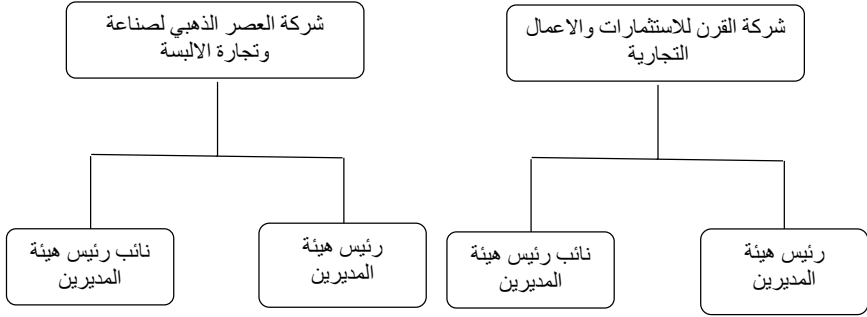 شركة القرن للاستثمارات والاعمال
التجارية
شركة العصر الذهبي لصناعة
وتجارة الالبسة
رئيس هيئة
المديرين
نائب رئيس هيئة
المديرين
رئيس هيئة
المديرين
نائب رئيس هيئة
المديرين